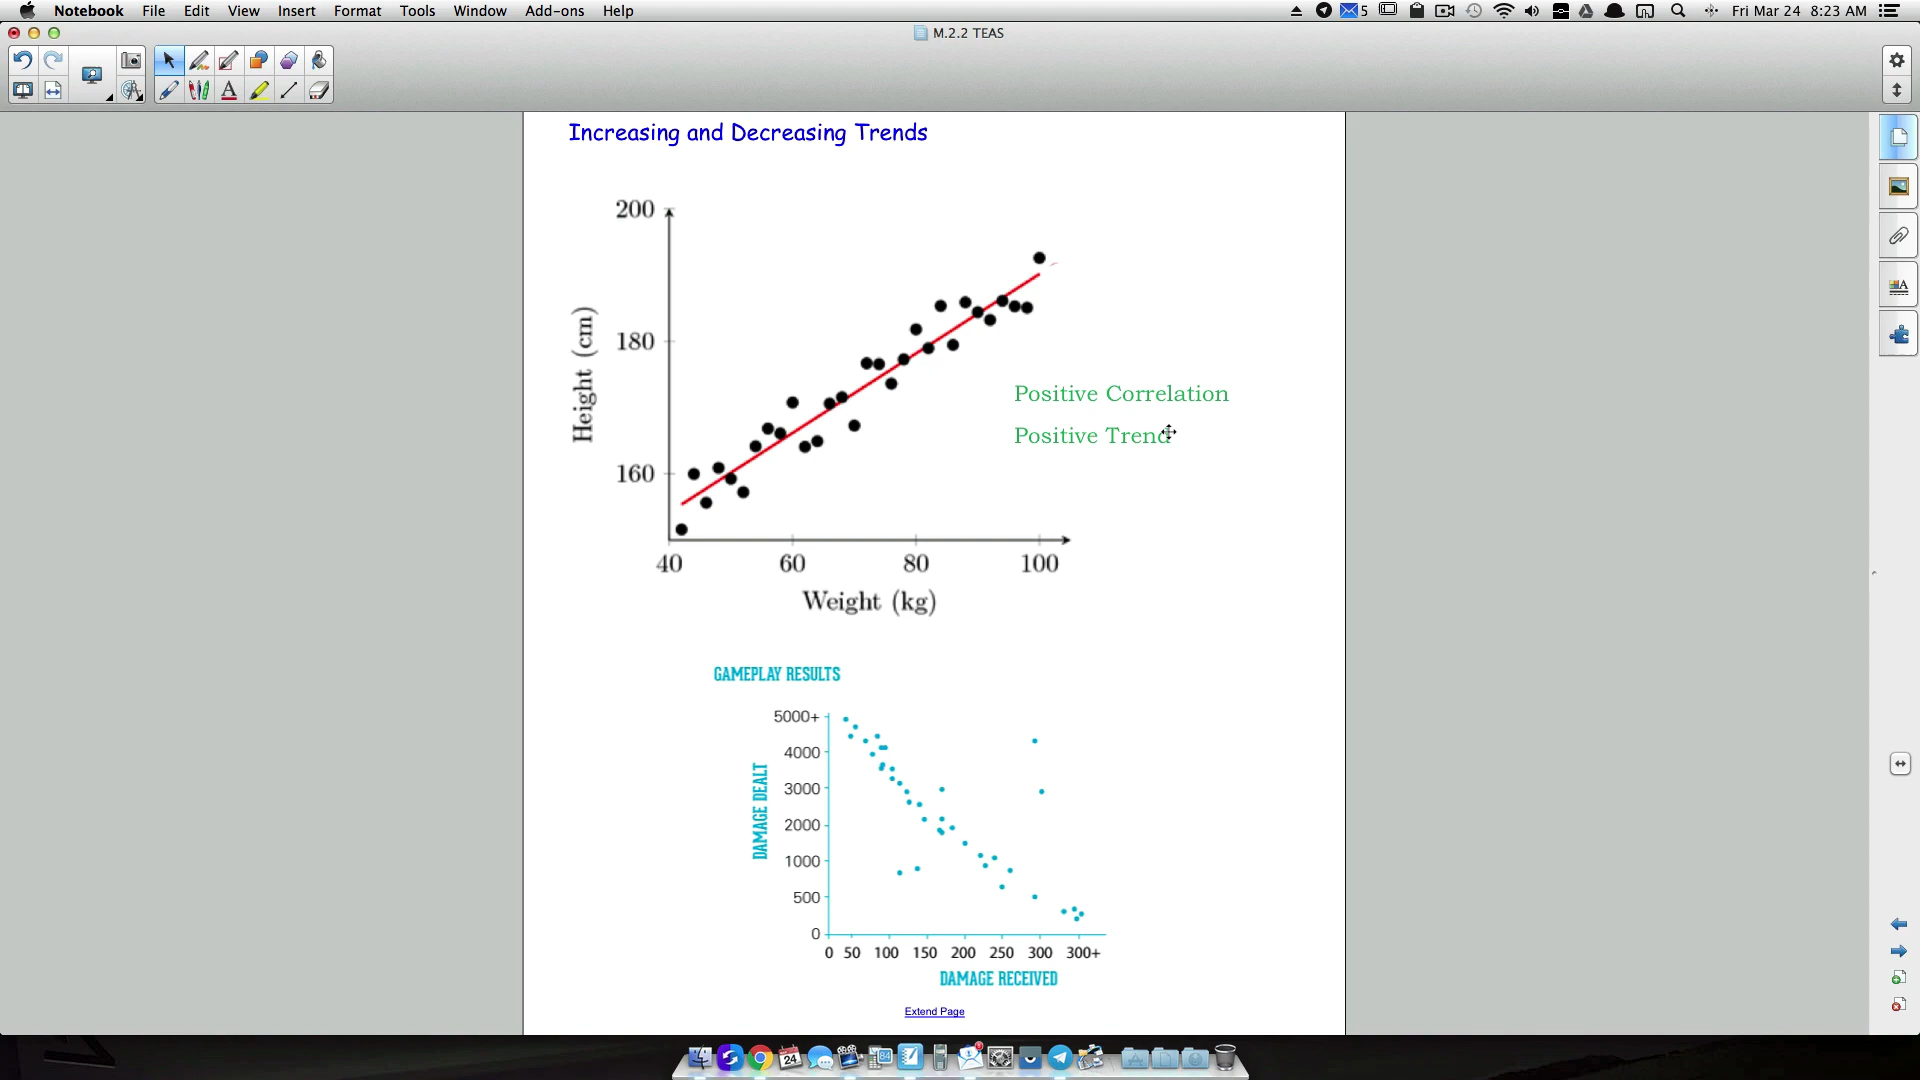 Notebook File Edit View Insert Format Tools Window Add-ons Help
5 Fri Mar 24 8:23 AM
M.2.2 TEAS
Increasing and Decreasing Trends
200
180
160
Height (cm)
Positive Correlation
Positive Trend
40 60 80 100
Weight (kg)
GAMEPLAY RESULTS
5000+
4000
3000
2000
1000
500
0
DAMAGE DEALT
0 50 100 150 200 250 300 300+
DAMAGE RECEIVED
Extend Page
24
84